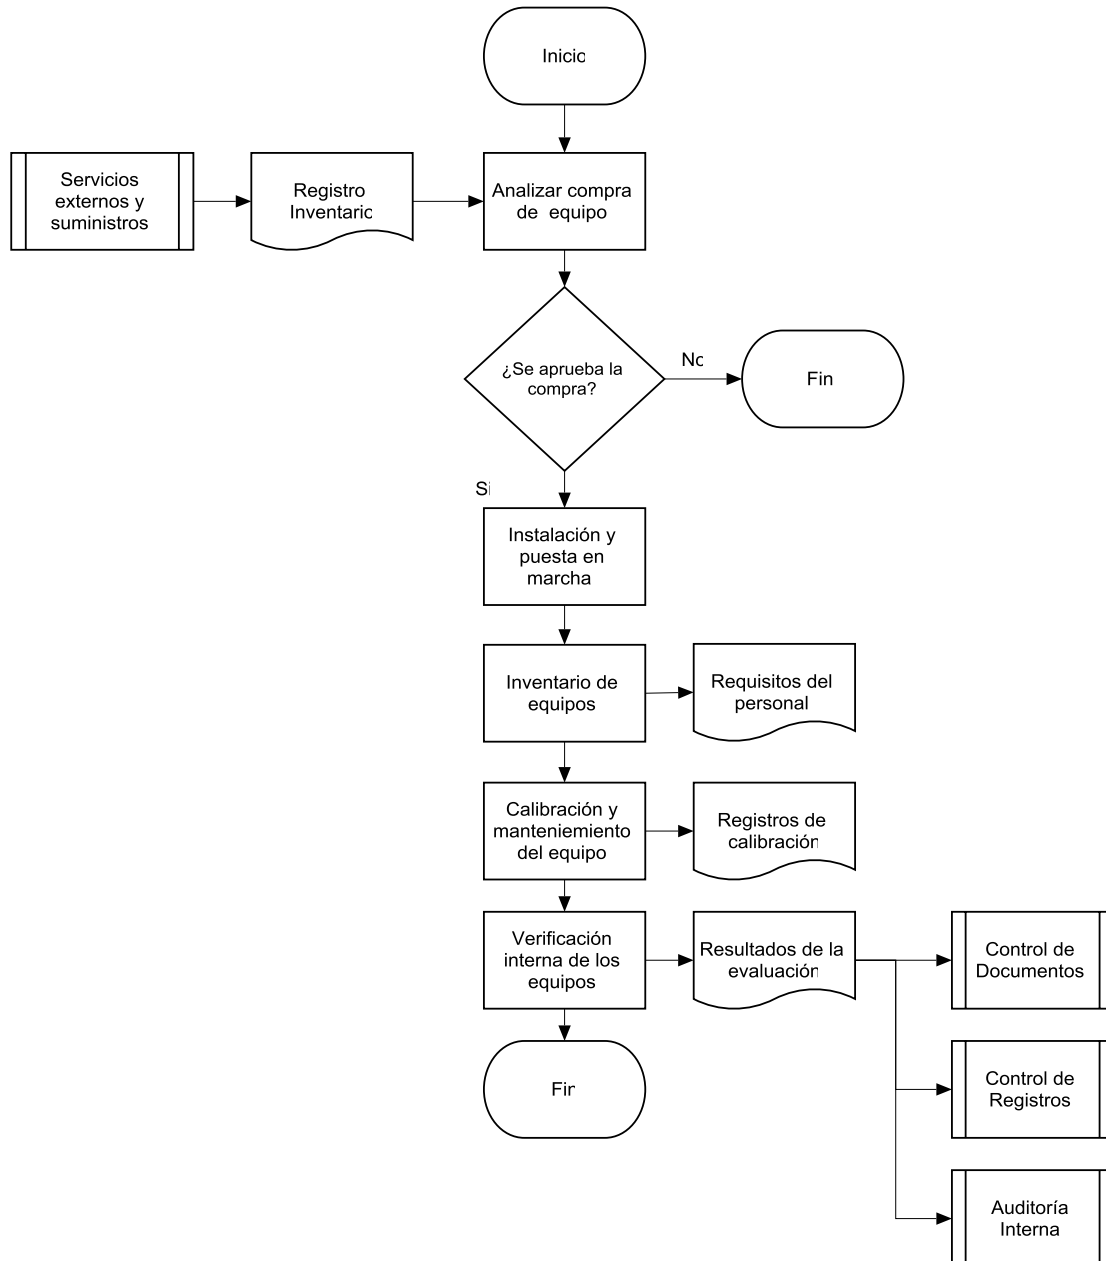 Inicio
Servicios
externos y
suministros
Registro
Inventario
Analizar compra
de equipo
¿Se aprueba la
compra?
No
Fin
Si
Instalación y
puesta en
marcha
Inventario de
equipos
Requisitos del
personal
Calibración y
manteniemiento
del equipo
Registros de
calibración
Verificación
interna de los
equipos
Resultados de la
evaluación
Control de
Documentos
Fin
Control de
Registros
Auditoría
Interna